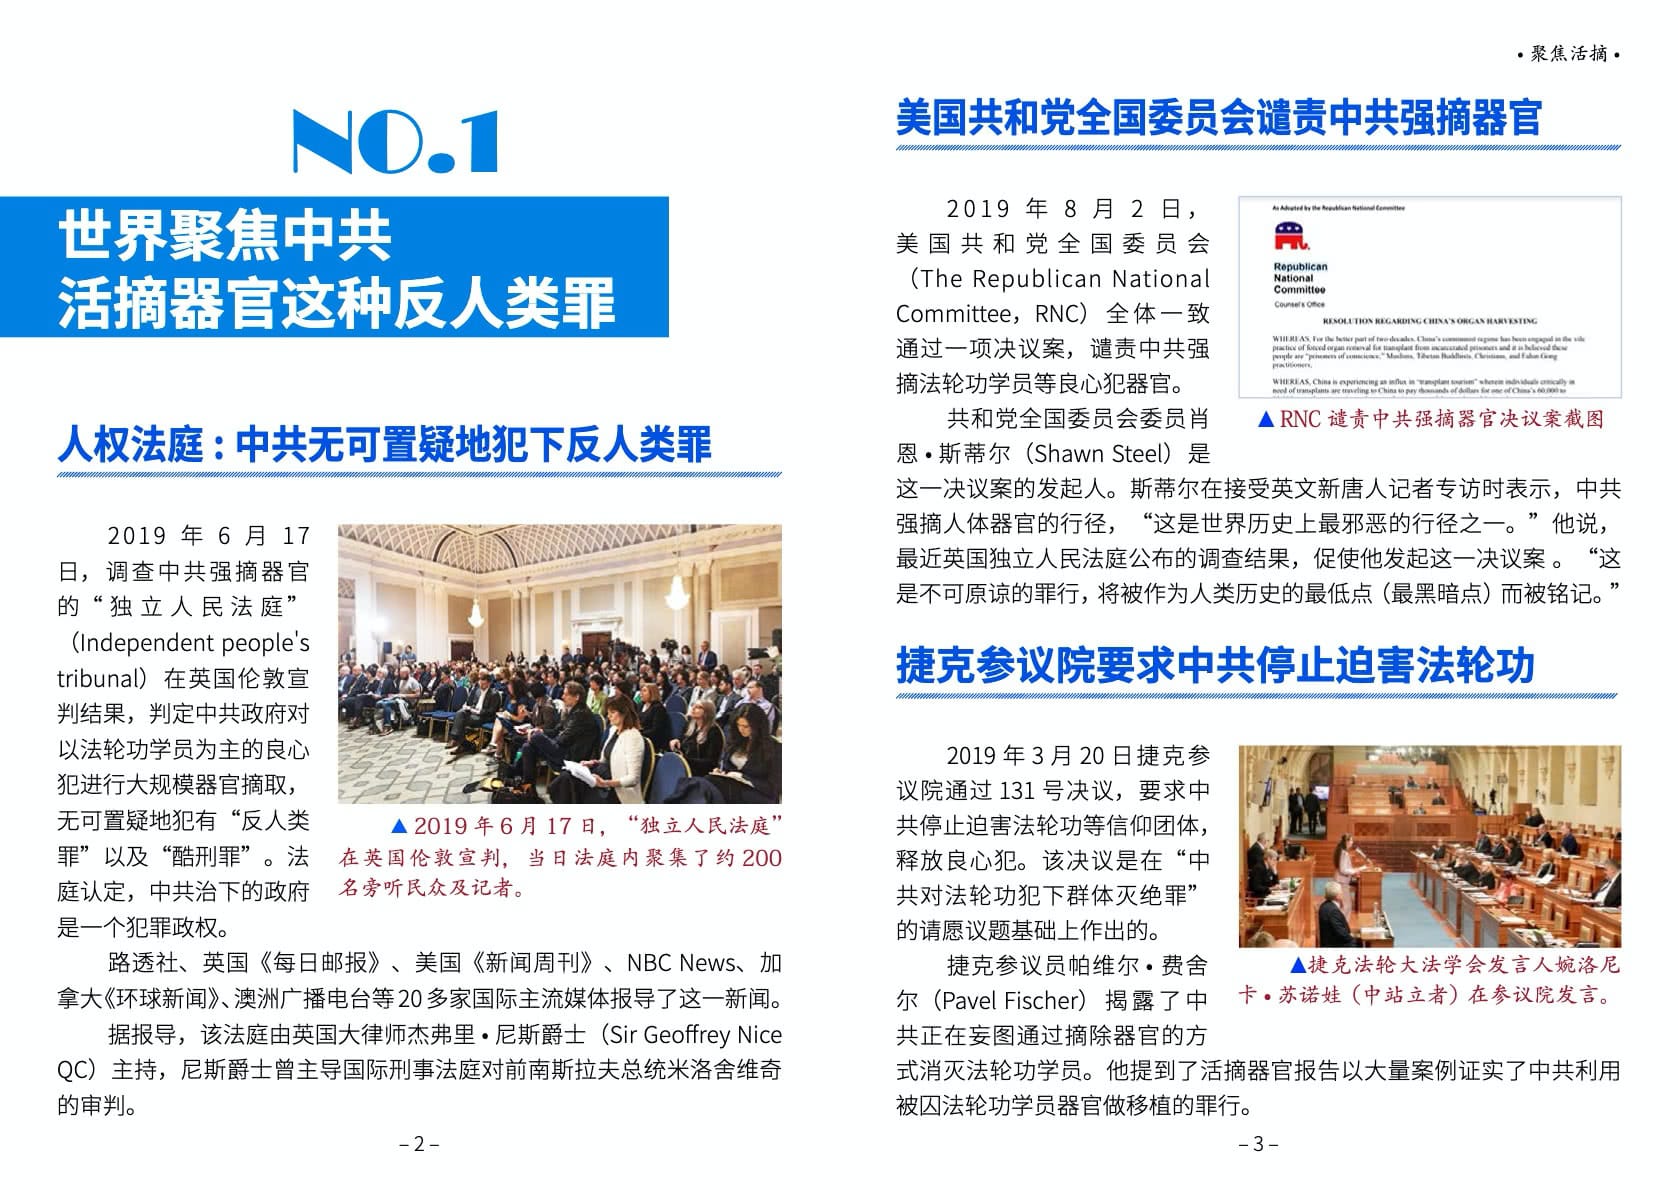 NO.1
世界聚焦中共
活摘器官这种反人类罪
人权法庭：中共无可置疑地犯下反人类罪
2019 年 6 月 17
日，调查中共强摘器官
的“独立人民法庭”
（Independent people's
tribunal）在英国伦敦宣
判结果，判定中共政府对
以法轮功学员为主的良心
犯进行大规模器官摘取，
无可置疑地犯有“反人类
罪”以及“酷刑罪”。法
庭认定，中共治下的政府
是一个犯罪政权。
▲ 2019 年 6 月 17 日，“独立人民法庭”
在英国伦敦宣判，当日法庭内聚集了约 200
名旁听民众及记者。
路透社、英国《每日邮报》、美国《新闻周刊》、NBC News、加
拿大《环球新闻》、澳洲广播电台等 20 多家国际主流媒体报导了这一新闻。
据报导，该法庭由英国大律师杰弗里 • 尼斯爵士（Sir Geoffrey Nice
QC）主持，尼斯爵士曾主导国际刑事法庭对前南斯拉夫总统米洛舍维奇
的审判。
– 2 –
• 聚焦活摘 •
美国共和党全国委员会谴责中共强摘器官
2019 年 8 月 2 日，
美国共和党全国委员会
（The Republican National
Committee，RNC）全体一致
通过一项决议案，谴责中共强
摘法轮功学员等良心犯器官。
As Adopted by the Republican National Committee
Republican
National
Committee
Counsel's Office
RESOLUTION REGARDING CHINA'S ORGAN HARVESTING
WHEREAS, For the better part of two decades, China's communist regime has been engaged in the vile
practice of forced organ removal for transplant from incarcerated prisoners and it is believed these
people are "prisoners of conscience," Muslims, Tibetan Buddhists, Christians, and Falun Gong
practitioners,
WHEREAS, China is experiencing an influx in "transplant tourism" wherein individuals critically in
need of transplants are traveling to China to pay thousands of dollars for one of China's 60,000 to
▲ RNC 谴责中共强摘器官决议案截图
共和党全国委员会委员肖
恩 • 斯蒂尔（Shawn Steel）是
这一决议案的发起人。斯蒂尔在接受英文新唐人记者专访时表示，中共
强摘人体器官的行径，“这是世界历史上最邪恶的行径之一。”他说，
最近英国独立人民法庭公布的调查结果，促使他发起这一决议案 。“这
是不可原谅的罪行，将被作为人类历史的最低点（最黑暗点）而被铭记。”
捷克参议院要求中共停止迫害法轮功
2019 年 3 月 20 日捷克参
议院通过 131 号决议，要求中
共停止迫害法轮功等信仰团体，
释放良心犯。该决议是在“中
共对法轮功犯下群体灭绝罪”
的请愿议题基础上作出的。
捷克参议员帕维尔 • 费舍
尔（Pavel Fischer）揭露了中
共正在妄图通过摘除器官的方
式消灭法轮功学员。他提到了活摘器官报告以大量案例证实了中共利用
被囚法轮功学员器官做移植的罪行。
▲捷克法轮大法学会发言人婉洛尼
卡 • 苏诺娃（中站立者）在参议院发言。
– 3 –